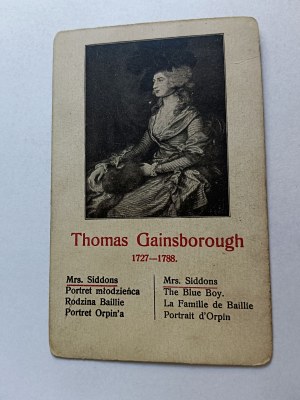 Thomas Gainsborough
1727—1788.
Mrs. Siddons
Portret młodzieńca
Rodzina Baillie
Portret Orpin'a
Mrs. Siddons
The Blue Boy.
La Famille de Baillie
Portrait d'Orpin